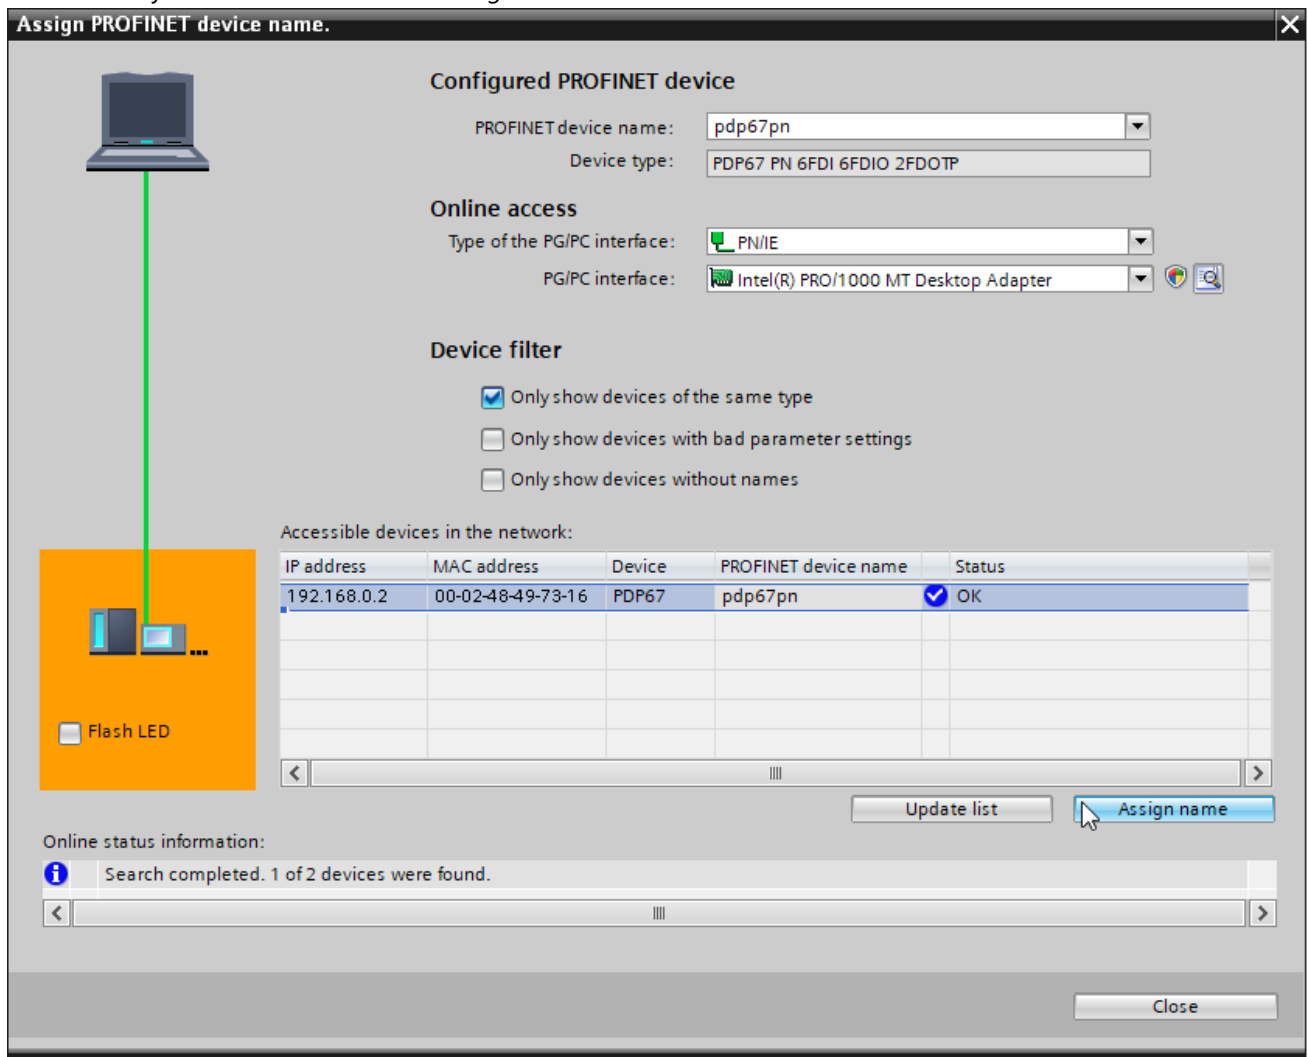 Assign PROFINET device name.
Configured PROFINET device
PROFINET device name: pdp67pn
Device type: PDP67 PN 6FDI 6FDIO 2FDOTP
Online access
Type of the PG/PC interface: PN/IE
PG/PC interface: Intel(R) PRO/1000 MT Desktop Adapter
Device filter
Only show devices of the same type
Only show devices with bad parameter settings
Only show devices without names
Accessible devices in the network:
IP address MAC address Device PROFINET device name Status
192.168.0.2 00-02-48-49-73-16 PDP67 pdp67pn OK
Flash LED
Update list Assign name
Online status information:
Search completed. 1 of 2 devices were found.
Close